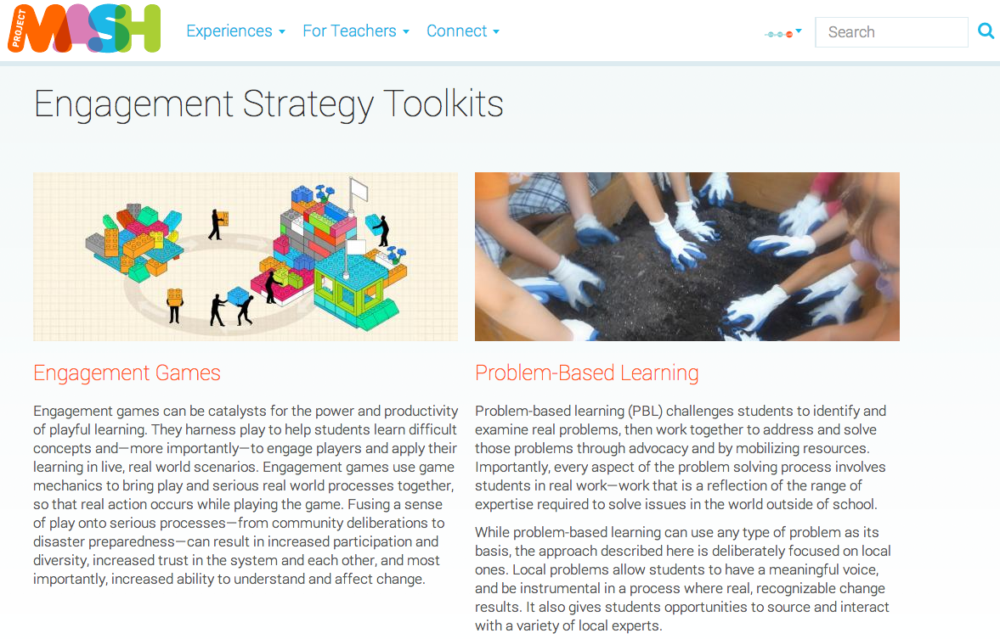 PROJECT
MASH
Experiences
For Teachers
Connect
Search
Engagement Strategy Toolkits
Engagement Games
Engagement games can be catalysts for the power and productivity
of playful learning. They harness play to help students learn difficult
concepts and—more importantly—to engage players and apply their
learning in live, real world scenarios. Engagement games use game
mechanics to bring play and serious real world processes together,
so that real action occurs while playing the game. Fusing a sense
of play onto serious processes—from community deliberations to
disaster preparedness—can result in increased participation and
diversity, increased trust in the system and each other, and most
importantly, increased ability to understand and affect change.
Problem-Based Learning
Problem-based learning (PBL) challenges students to identify and
examine real problems, then work together to address and solve
those problems through advocacy and by mobilizing resources.
Importantly, every aspect of the problem solving process involves
students in real work—work that is a reflection of the range of
expertise required to solve issues in the world outside of school.
While problem-based learning can use any type of problem as its
basis, the approach described here is deliberately focused on local
ones. Local problems allow students to have a meaningful voice,
and be instrumental in a process where real, recognizable change
results. It also gives students opportunities to source and interact
with a variety of local experts.